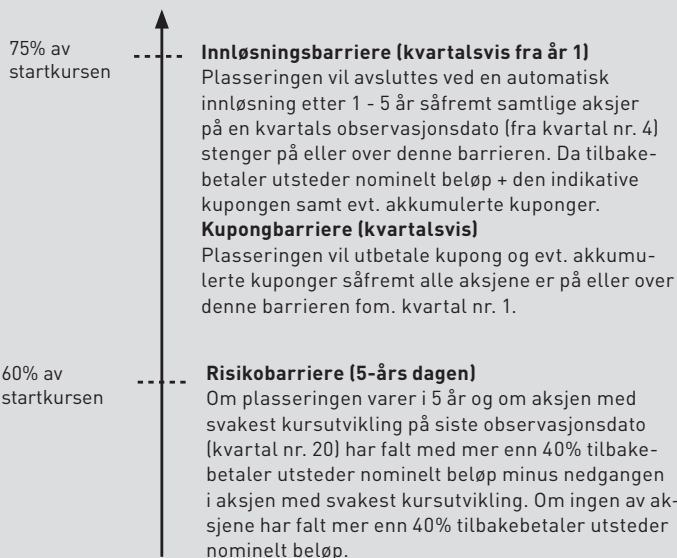 75% av
startkursen
Innløsningsbarriere (kvartalsvis fra år 1)
Plasseringen vil avsluttes ved en automatisk
innløsning etter 1 - 5 år såfremt samtlige aksjer
på en kvartals observasjonsdato (fra kvartal nr. 4)
stenger på eller over denne barrieren. Da tilbake-
betaler utsteder nominelt beløp + den indikative
kupongen samt evt. akkumulerte kuponger.
Kupongbarriere (kvartalsvis)
Plasseringen vil utbetale kupong og evt. akkumu-
lerte kuponger såfremt alle aksjene er på eller over
denne barrieren fom. kvartal nr. 1.
60% av
startkursen
Risikobarriere (5-års dagen)
Om plasseringen varer i 5 år og om aksjen med
svakest kursutvikling på siste observasjonsdato
(kvartal nr. 20) har falt med mer enn 40% tilbake-
betaler utsteder nominelt beløp minus nedgangen
i aksjen med svakest kursutvikling. Om ingen av ak-
sjene har falt mer enn 40% tilbakebetaler utsteder
nominelt beløp.